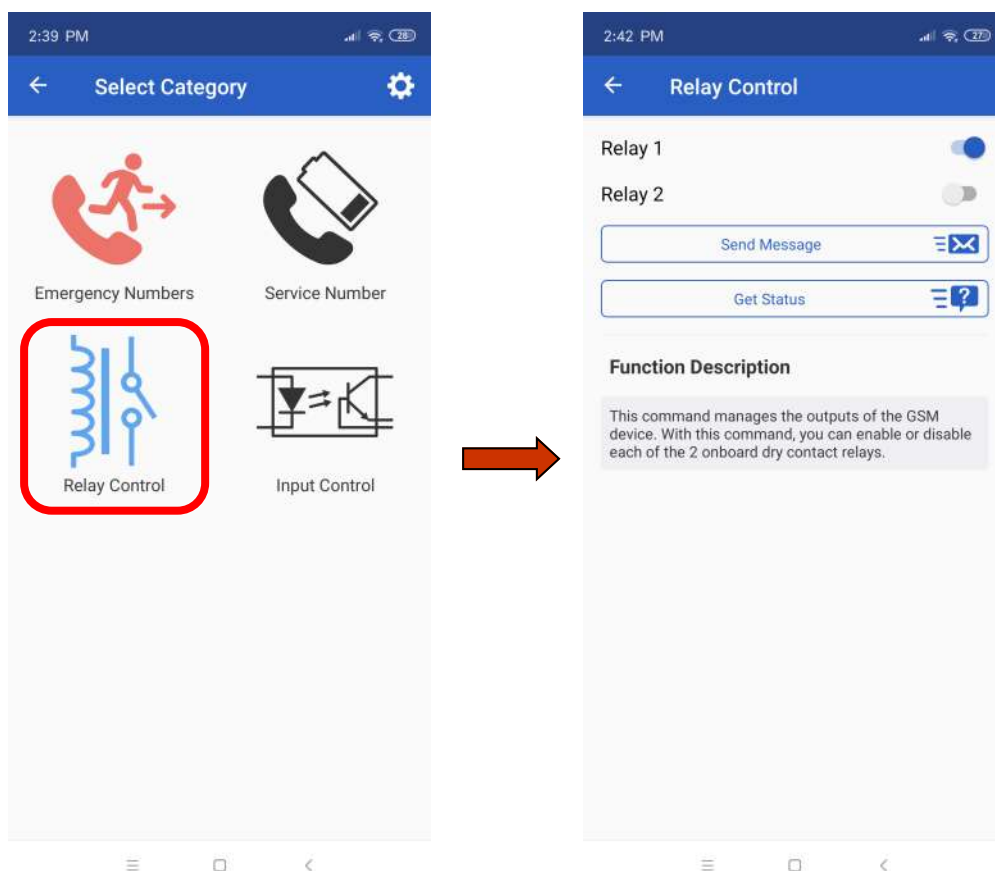 2:39 PM
28
Select Category
Emergency Numbers
Service Number
Relay Control
Input Control
2:42 PM
27
Relay Control
Relay 1
Relay 2
Send Message
Get Status
?
Function Description
This command manages the outputs of the GSM
device. With this command, you can enable or disable
each of the 2 onboard dry contact relays.